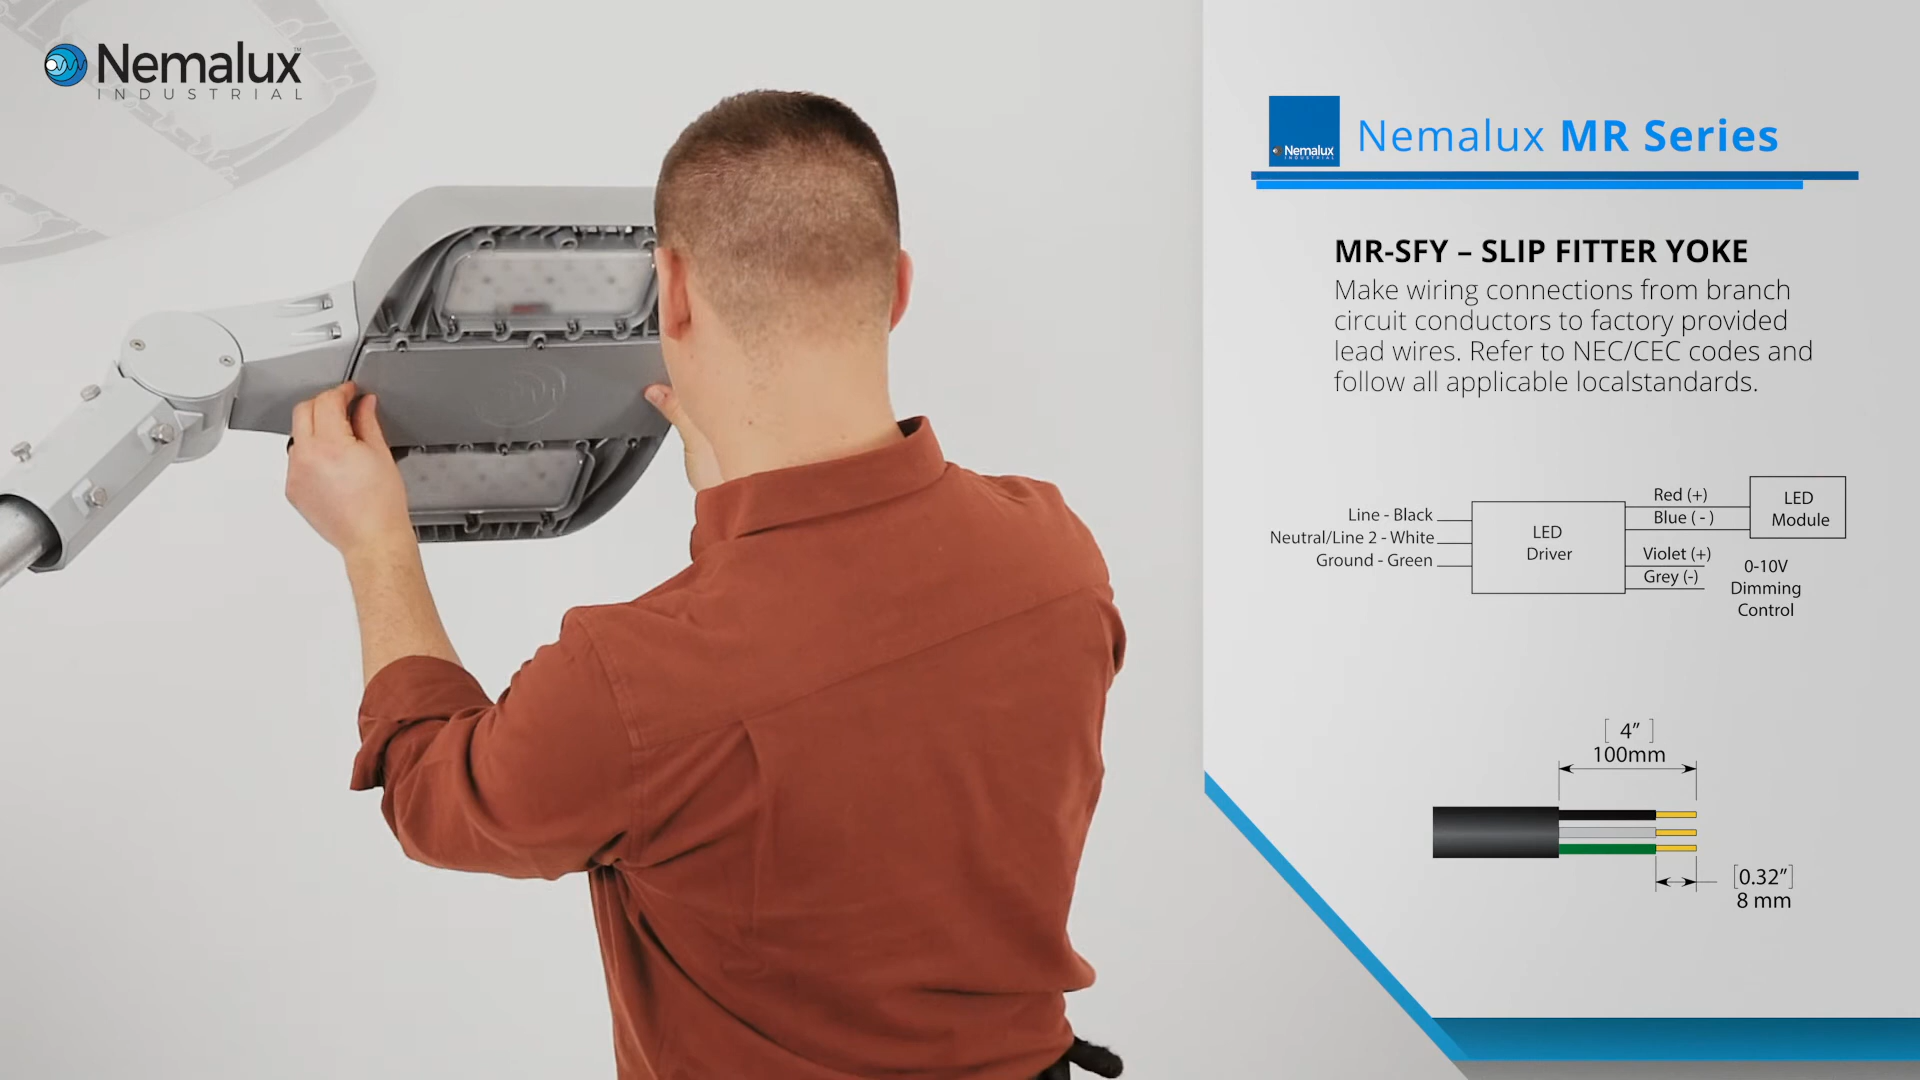 Nemalux™
INDUSTRIAL
Nemalux
INDUSTRIAL
Nemalux MR Series
MR-SFY – SLIP FITTER YOKE
Make wiring connections from branch
circuit conductors to factory provided
lead wires. Refer to NEC/CEC codes and
follow all applicable localstandards.
Line - Black
Neutral/Line 2 - White
Ground - Green
LED
Driver
Red (+)
Blue ( - )
LED
Module
Violet (+)
Grey (-)
0-10V
Dimming
Control
[ 4” ]
100mm
[0.32”]
8 mm